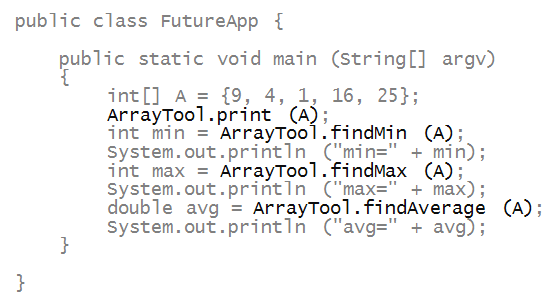 public class FutureApp {
public static void main (String[] argv)
{
int[] A = {9, 4, 1, 16, 25};
ArrayTool.print (A);
int min = ArrayTool.findMin (A);
System.out.println ("min=" + min);
int max = ArrayTool.findMax (A);
System.out.println ("max=" + max);
double avg = ArrayTool.findAverage (A);
System.out.println ("avg=" + avg);
}
}